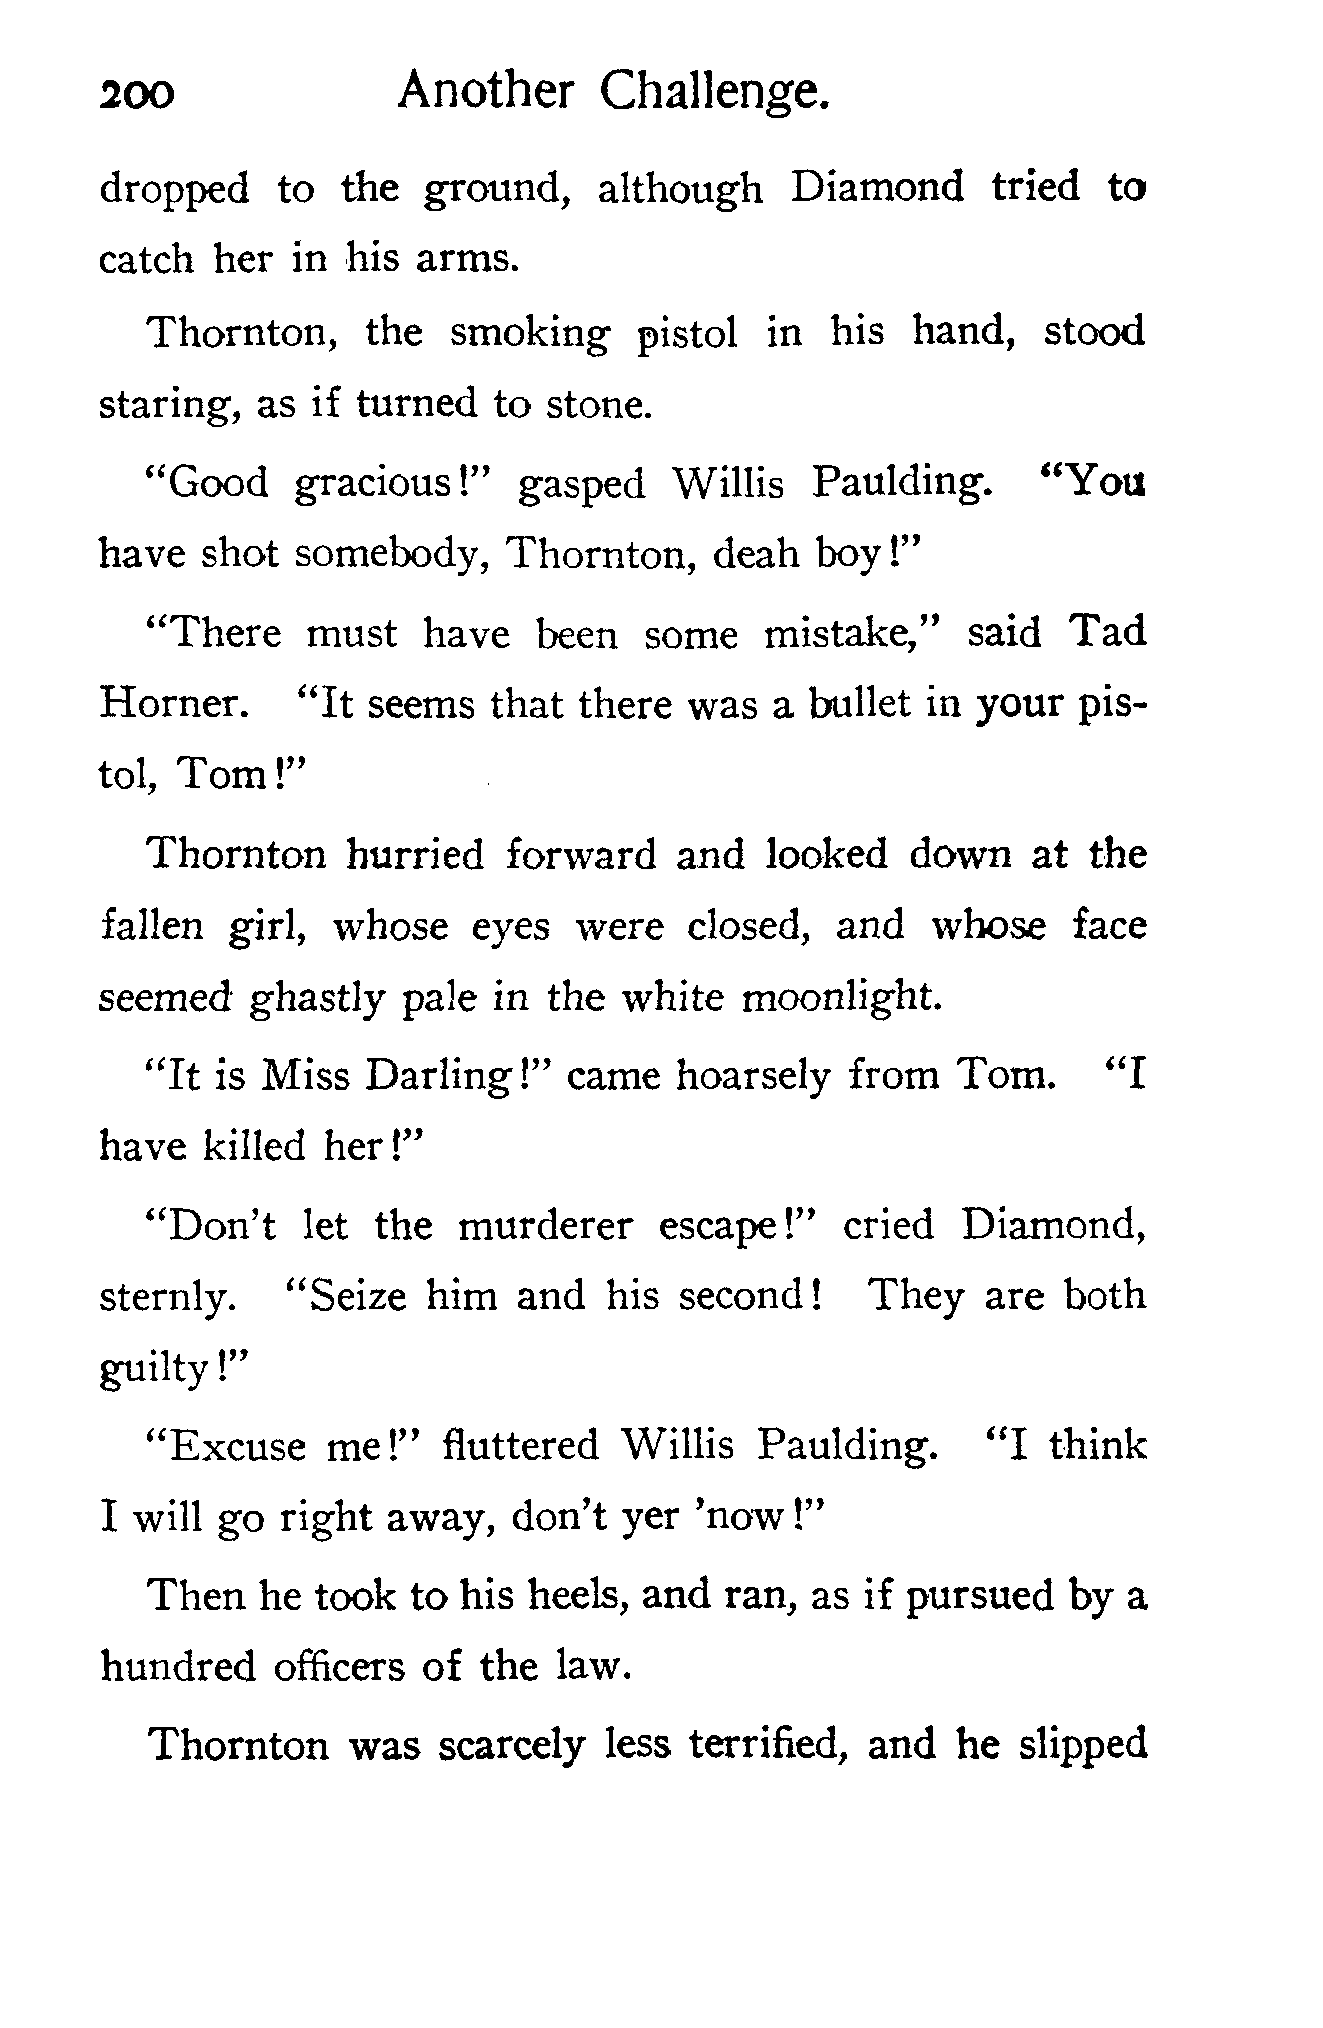 200 Another Challenge.
dropped to the ground, although Diamond tried to
catch her in his arms.
Thornton, the smoking pistol in his hand, stood
staring, as if turned to stone.
“Good gracious!” gasped Willis Paulding. “You
have shot somebody, Thornton, deah boy!”
“There must have been some mistake,” said Tad
Horner. “It seems that there was a bullet in your pis-
tol, Tom!”
Thornton hurried forward and looked down at the
fallen girl, whose eyes were closed, and whose face
seemed ghastly pale in the white moonlight.
“It is Miss Darling!” came hoarsely from Tom. “I
have killed her!”
“Don’t let the murderer escape!” cried Diamond,
sternly. “Seize him and his second! They are both
guilty!”
“Excuse me!” fluttered Willis Paulding. “I think
I will go right away, don’t yer ’now!”
Then he took to his heels, and ran, as if pursued by a
hundred officers of the law.
Thornton was scarcely less terrified, and he slipped